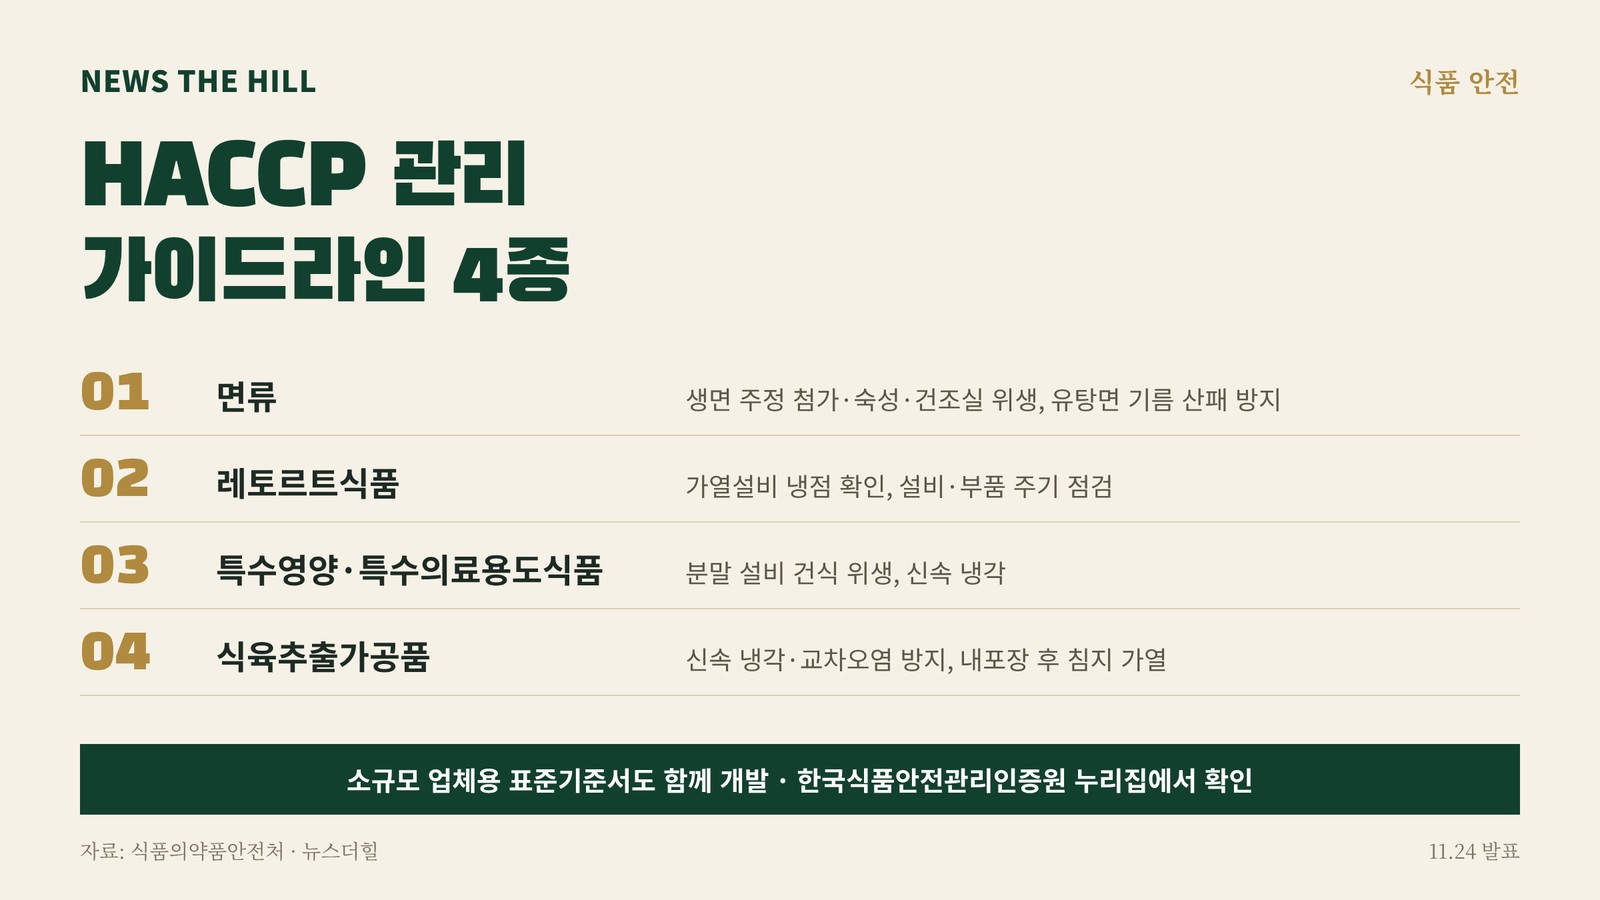 NEWS THE HILL
식품 안전
HACCP 관리
가이드라인 4종
01 면류 생면 주정 첨가·숙성·건조실 위생, 유탕면 기름 산패 방지
02 레토르트식품 가열설비 냉점 확인, 설비·부품 주기 점검
03 특수영양·특수의료용도식품 분말 설비 건식 위생, 신속 냉각
04 식육추출가공품 신속 냉각·교차오염 방지, 내포장 후 침지 가열
소규모 업체용 표준기준서도 함께 개발 · 한국식품안전관리인증원 누리집에서 확인
자료: 식품의약품안전처 · 뉴스더힐
11.24 발표